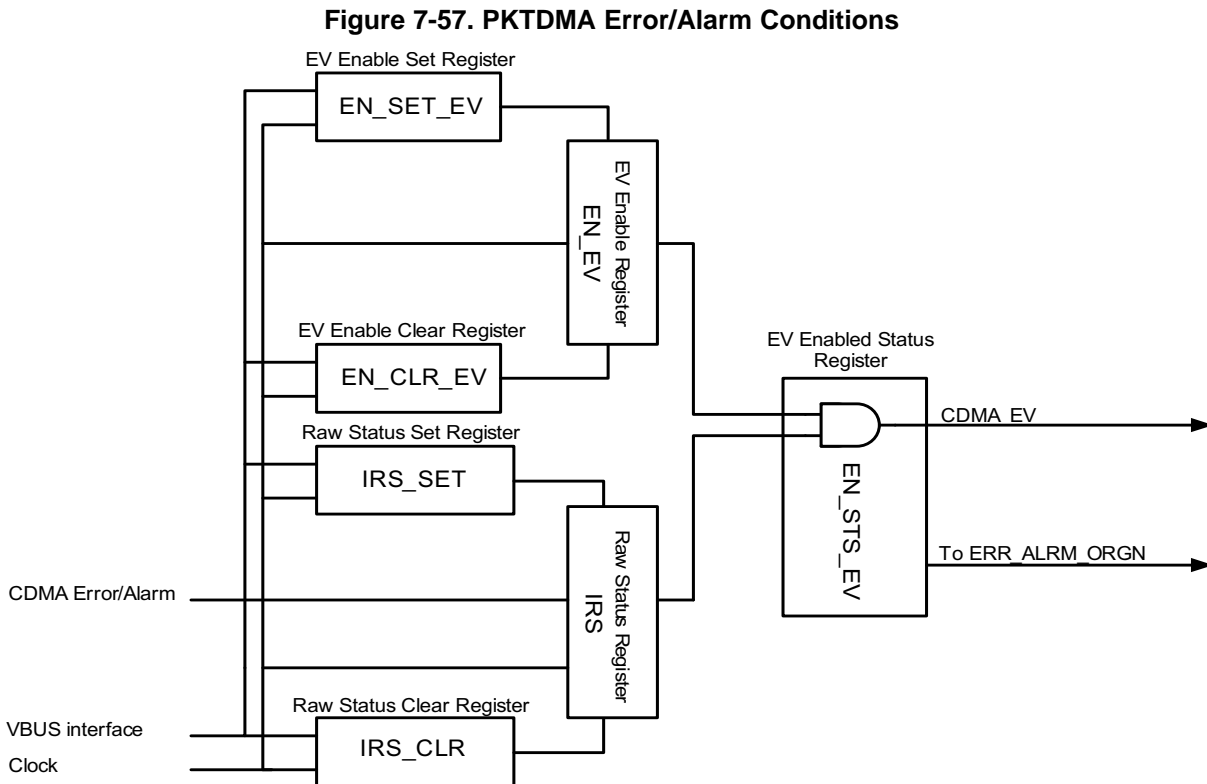 Figure 7-57. PKTDMA Error/Alarm Conditions
EV Enable Set Register
EN_SET_EV
EV Enable Register
EN_EV
EV Enable Clear Register
EN_CLR_EV
EV Enabled Status
Register
CDMA_EV
EN_STS_EV
To ERR_ALRM_ORGN
Raw Status Set Register
IRS_SET
Raw Status Register
IRS
CDMA Error/Alarm
Raw Status Clear Register
IRS_CLR
VBUS interface
Clock